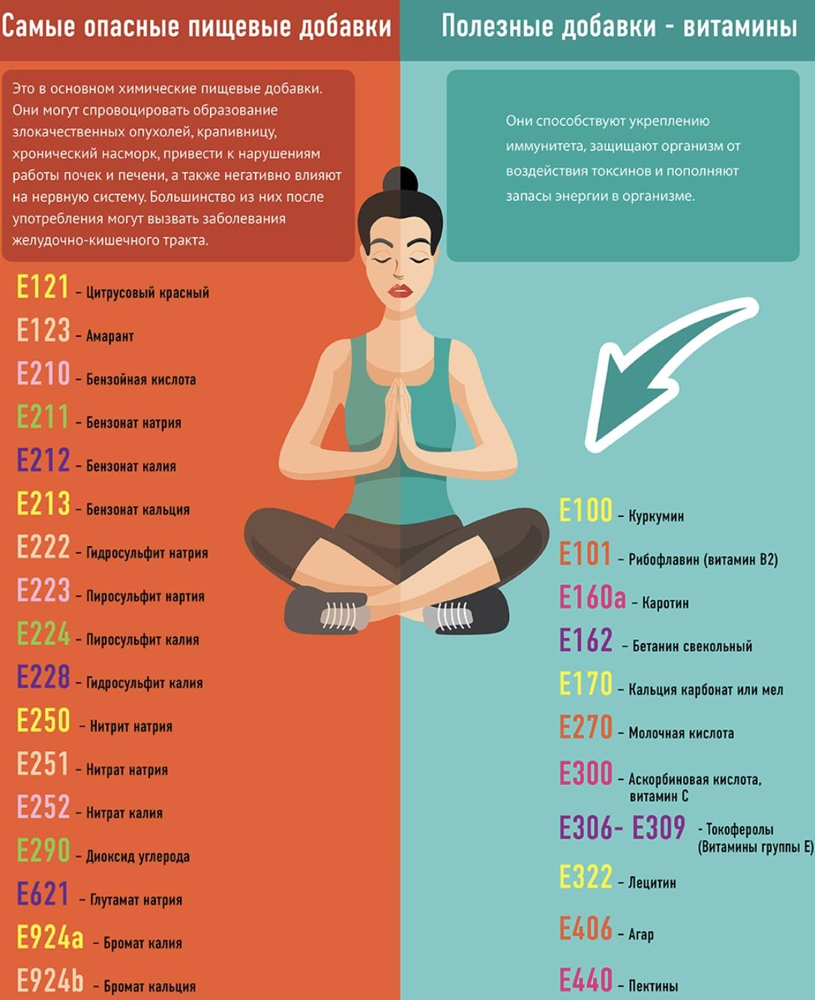 Самые опасные пищевые добавки
Это в основном химические пищевые добавки.
Они могут спровоцировать образование
злокачественных опухолей, крапивницу,
хронический насморк, привести к нарушениям
работы почек и печени, а также негативно влияют
на нервную систему. Большинство из них после
употребления могут вызвать заболевания
желудочно-кишечного тракта.
E121 - Цитрусовый красный
E123 - Амарант
E210 - Бензойная кислота
E211 - Бензонат натрия
E212 - Бензонат калия
E213 - Бензонат кальция
E222 - Гидросульфит натрия
E223 - Пиросульфит нартия
E224 - Пиросульфит калия
E228 - Гидросульфит калия
E250 - Нитрит натрия
E251 - Нитрат натрия
E252 - Нитрат калия
E290 - Диоксид углерода
E621 - Глутамат натрия
E924a - Бромат калия
E924b - Бромат кальция
Полезные добавки - витамины
Они способствуют укреплению
иммунитета, защищают организм от
воздействия токсинов и пополняют
запасы энергии в организме.
E100 - Куркумин
E101 - Рибофлавин (витамин B2)
E160a - Каротин
E162 - Бетанин свекольный
E170 - Кальция карбонат или мел
E270 - Молочная кислота
E300 - Аскорбиновая кислота,
витамин C
E306- E309 - Токоферолы
(Витамины группы E)
E322 - Лецитин
E406 - Агар
E440 - Пектины